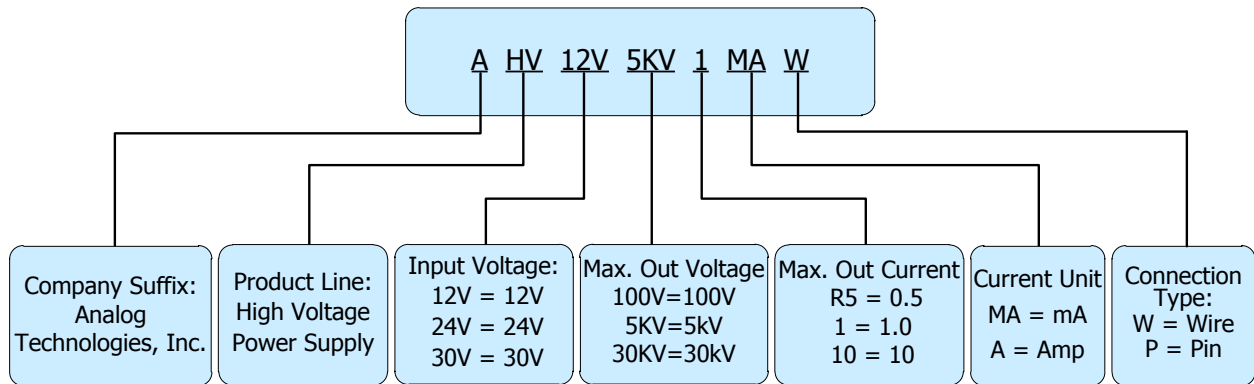 A HV 12V 5KV 1 MA W
Company Suffix:
Analog
Technologies, Inc.
Product Line:
High Voltage
Power Supply
Input Voltage:
12V = 12V
24V = 24V
30V = 30V
Max. Out Voltage
100V=100V
5KV=5kV
30KV=30kV
Max. Out Current
R5 = 0.5
1 = 1.0
10 = 10
Current Unit
MA = mA
A = Amp
Connection
Type:
W = Wire
P = Pin